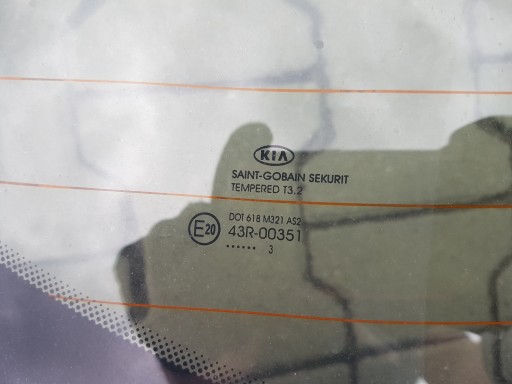 KIA
SAINT-GOBAIN SEKURIT
TEMPERED T3.2
E20
DOT 618 M321 AS2
43R-00351
...... 3